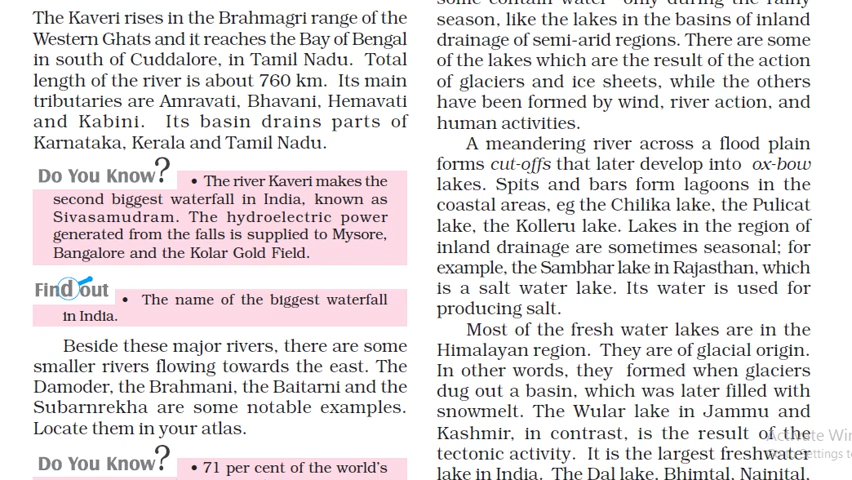 The Kaveri rises in the Brahmagri range of the
Western Ghats and it reaches the Bay of Bengal
in south of Cuddalore, in Tamil Nadu. Total
length of the river is about 760 km. Its main
tributaries are Amravati, Bhavani, Hemavati
and Kabini. Its basin drains parts of
Karnataka, Kerala and Tamil Nadu.
Do You Know? • The river Kaveri makes the
second biggest waterfall in India, known as
Sivasamudram. The hydroelectric power
generated from the falls is supplied to Mysore,
Bangalore and the Kolar Gold Field.
Find out • The name of the biggest waterfall
in India.
Beside these major rivers, there are some
smaller rivers flowing towards the east. The
Damoder, the Brahmani, the Baitarni and the
Subarnrekha are some notable examples.
Locate them in your atlas.
Do You Know? • 71 per cent of the world's
some contain water only during the rainy
season, like the lakes in the basins of inland
drainage of semi-arid regions. There are some
of the lakes which are the result of the action
of glaciers and ice sheets, while the others
have been formed by wind, river action, and
human activities.
A meandering river across a flood plain
forms cut-offs that later develop into ox-bow
lakes. Spits and bars form lagoons in the
coastal areas, eg the Chilika lake, the Pulicat
lake, the Kolleru lake. Lakes in the region of
inland drainage are sometimes seasonal; for
example, the Sambhar lake in Rajasthan, which
is a salt water lake. Its water is used for
producing salt.
Most of the fresh water lakes are in the
Himalayan region. They are of glacial origin.
In other words, they formed when glaciers
dug out a basin, which was later filled with
snowmelt. The Wular lake in Jammu and
Kashmir, in contrast, is the result of the
tectonic activity. It is the largest freshwater
lake in India. The Dal lake, Bhimtal, Nainital,
Activate Win
Settings to